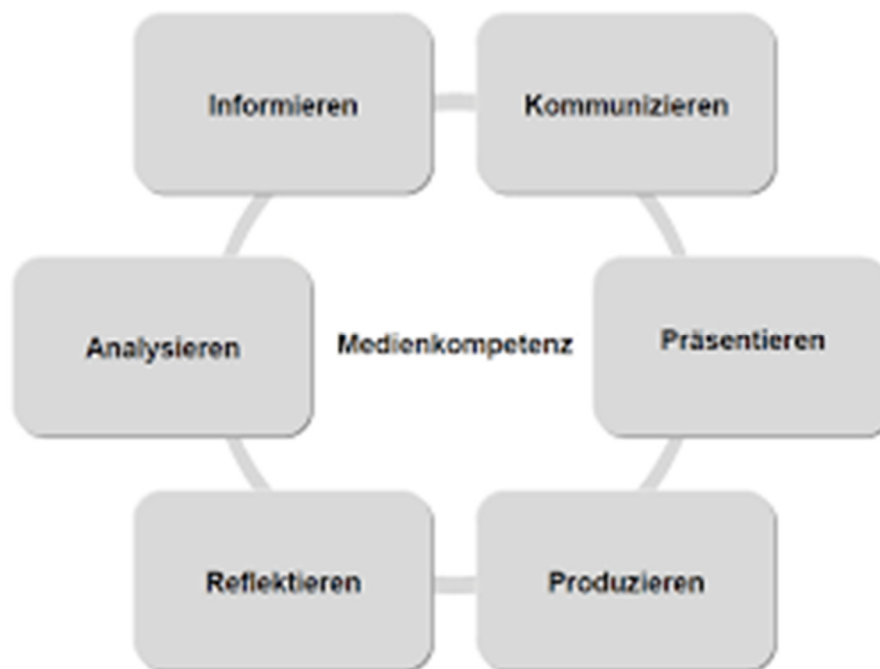 Informieren
Kommunizieren
Analysieren
Medienkompetenz
Präsentieren
Reflektieren
Produzieren